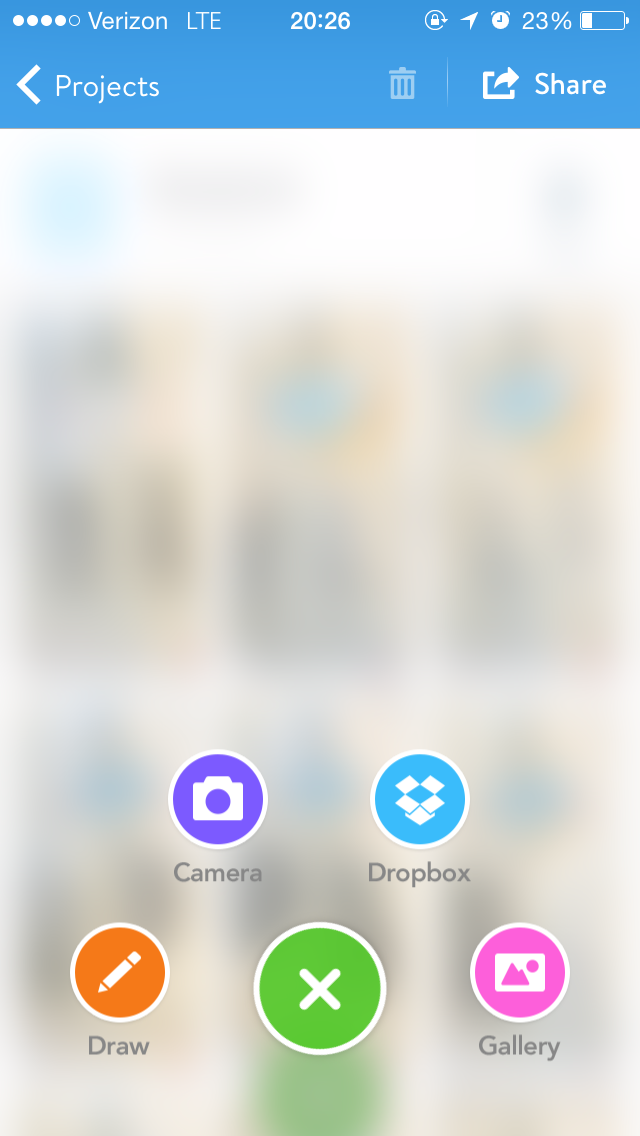 Verizon LTE 20:26 23%
Projects Share
Camera Dropbox
Draw Gallery